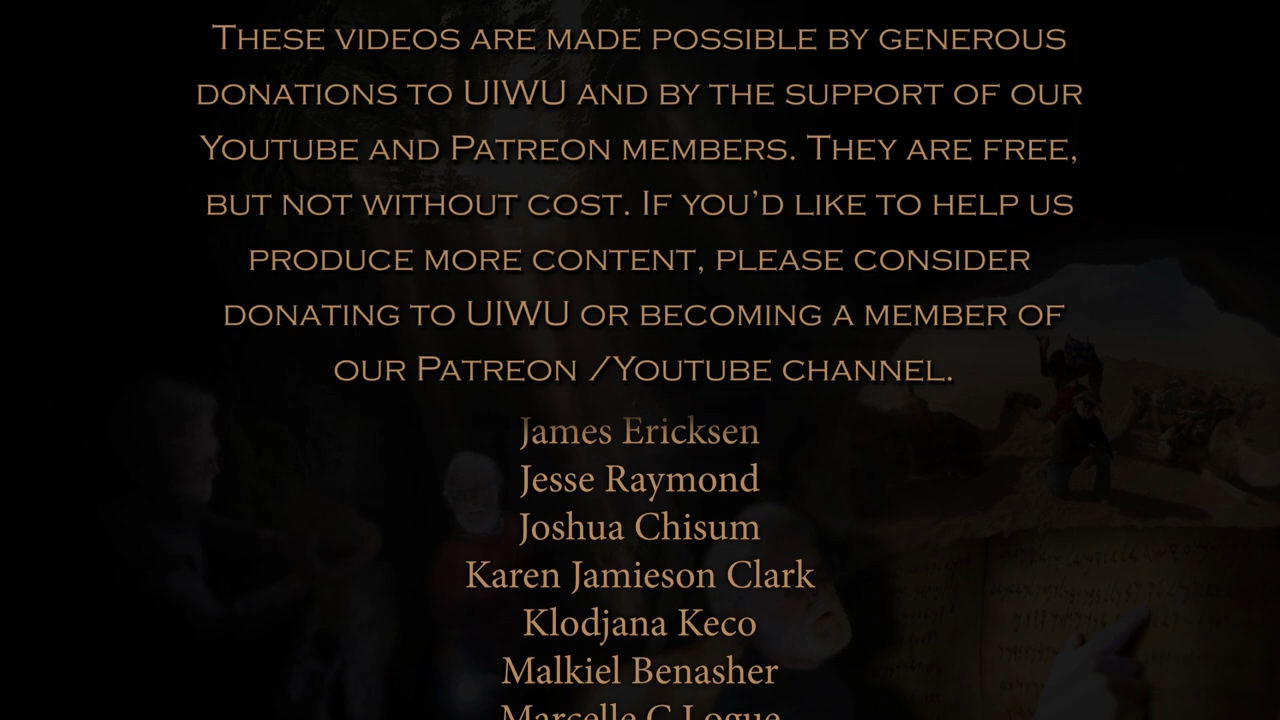 These videos are made possible by generous
donations to UIWU and by the support of our
Youtube and Patreon members. They are free,
but not without cost. If you’d like to help us
produce more content, please consider
donating to UIWU or becoming a member of
our Patreon /Youtube channel.
James Ericksen
Jesse Raymond
Joshua Chisum
Karen Jamieson Clark
Klodjana Keco
Malkiel Benasher
Marcelle C Logue